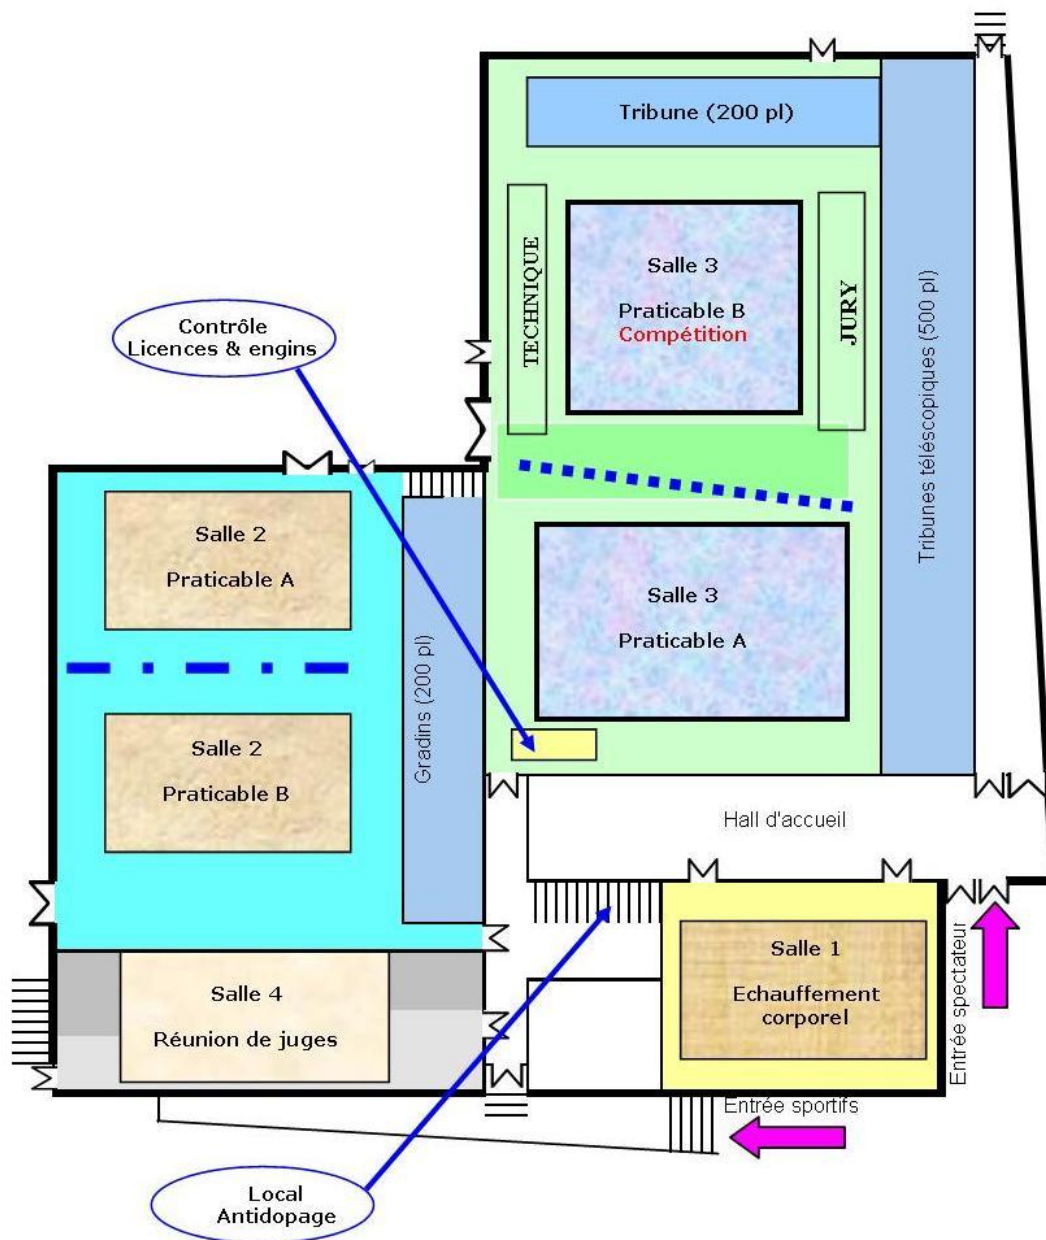 Tribune (200 pl)
TECHNIQUE
Salle 3
Praticable B
Compétition
JURY
Tribunes téléscopiques (500 pl)
Contrôle
Licences & engins
Salle 2
Praticable A
Gradins (200 pl)
Salle 3
Praticable A
Salle 2
Praticable B
Hall d'accueil
Salle 4
Réunion de juges
Salle 1
Echauffement
corporel
Entrée spectateur
Entrée sportifs
Local
Antidopage